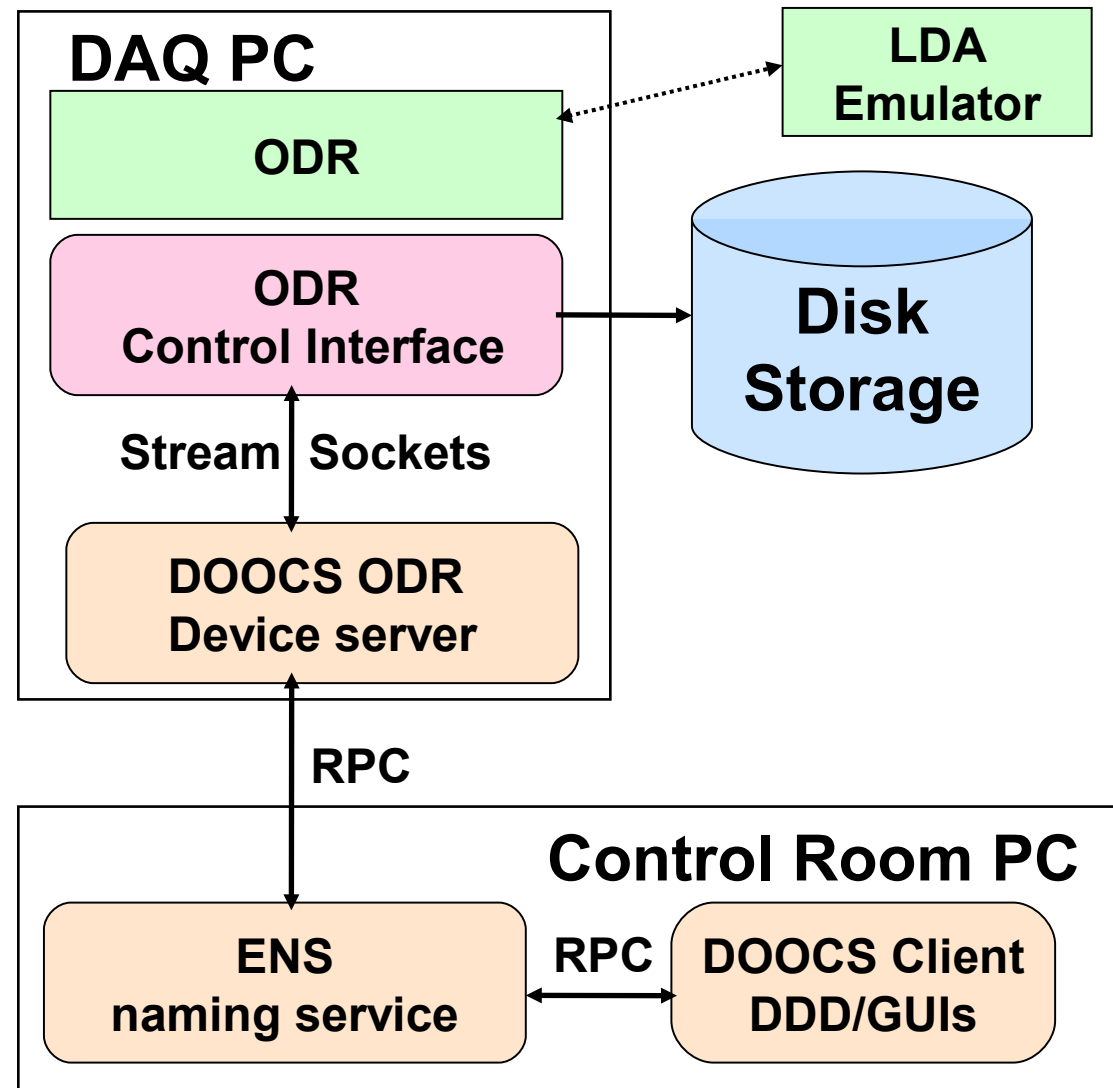 DAQ PC
LDA
Emulator
ODR
ODR
Control Interface
Disk
Storage
Stream Sockets
DOOCS ODR
Device server
RPC
Control Room PC
ENS
naming service
RPC
DOOCS Client
DDD/GUIs